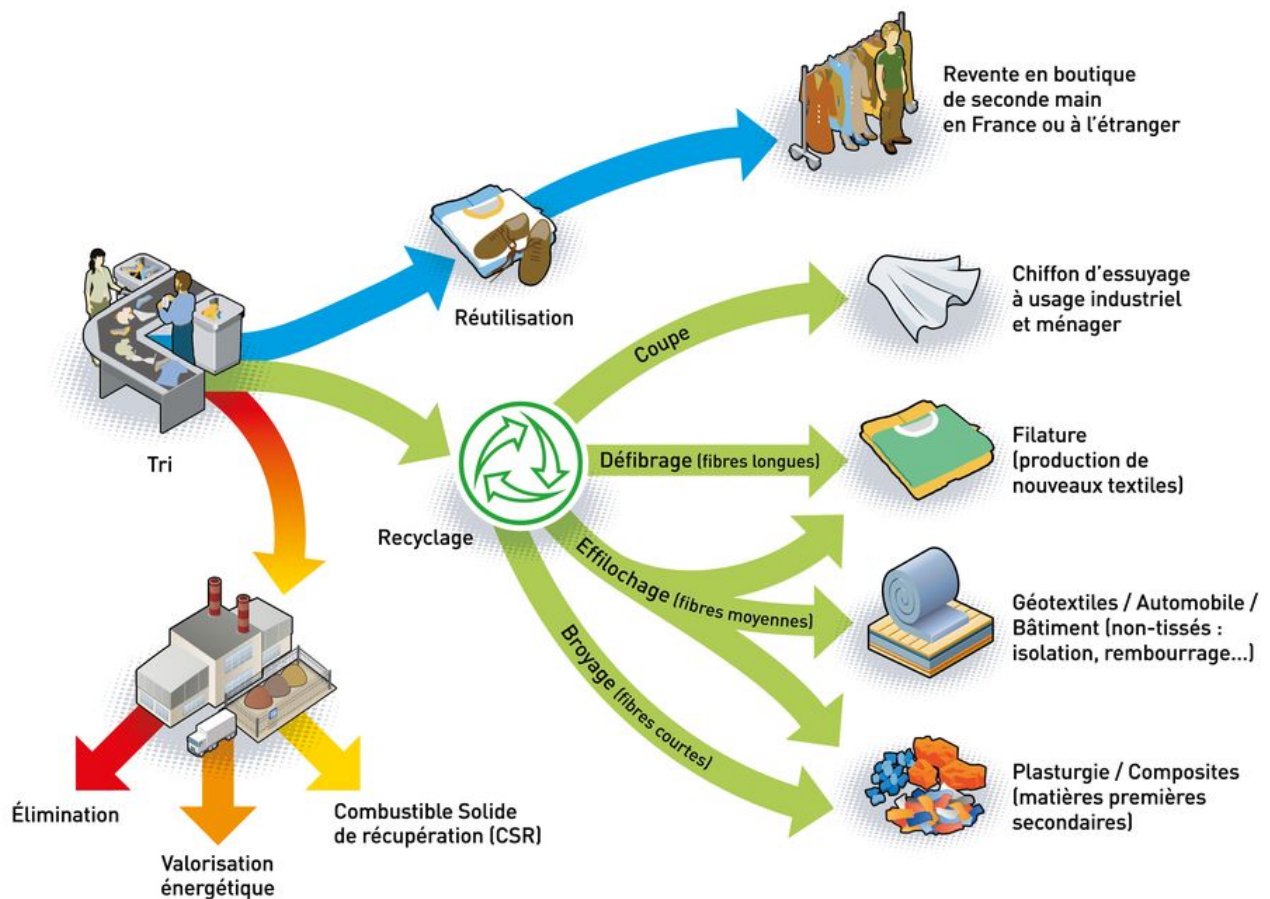 Revente en boutique
de seconde main
en France ou à l'étranger
Réutilisation
Chiffon d'essuyage
à usage industriel
et ménager
Coupe
Tri
Défibrage (fibres longues)
Filature
(production de
nouveaux textiles)
Recyclage
Effilochage (fibres moyennes)
Géotextiles / Automobile /
Bâtiment (non-tissés :
isolation, rembourrage...)
Broyage (fibres courtes)
Plasturgie / Composites
(matières premières
secondaires)
Élimination
Valorisation
énergétique
Combustible Solide
de récupération (CSR)